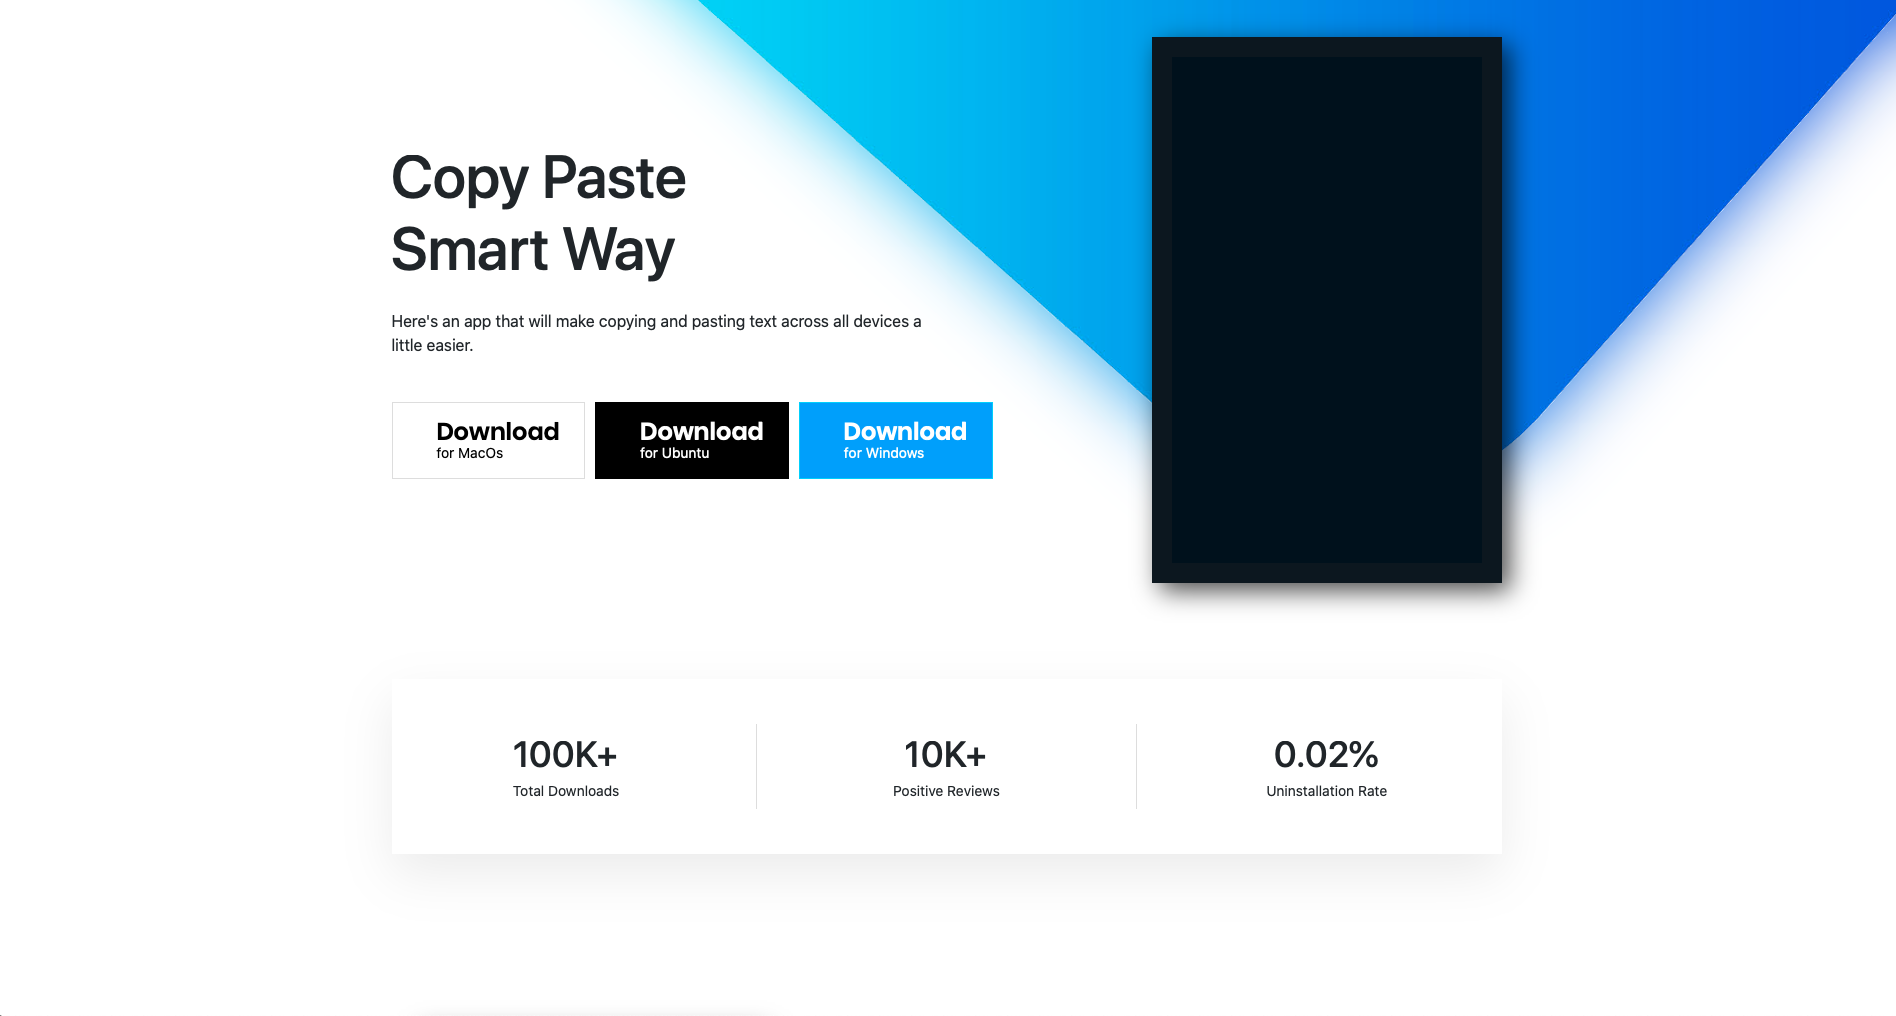 Copy Paste
Smart Way
Here's an app that will make copying and pasting text across all devices a
little easier.
Download
for MacOs
Download
for Ubuntu
Download
for Windows
100K+
Total Downloads
10K+
Positive Reviews
0.02%
Uninstallation Rate